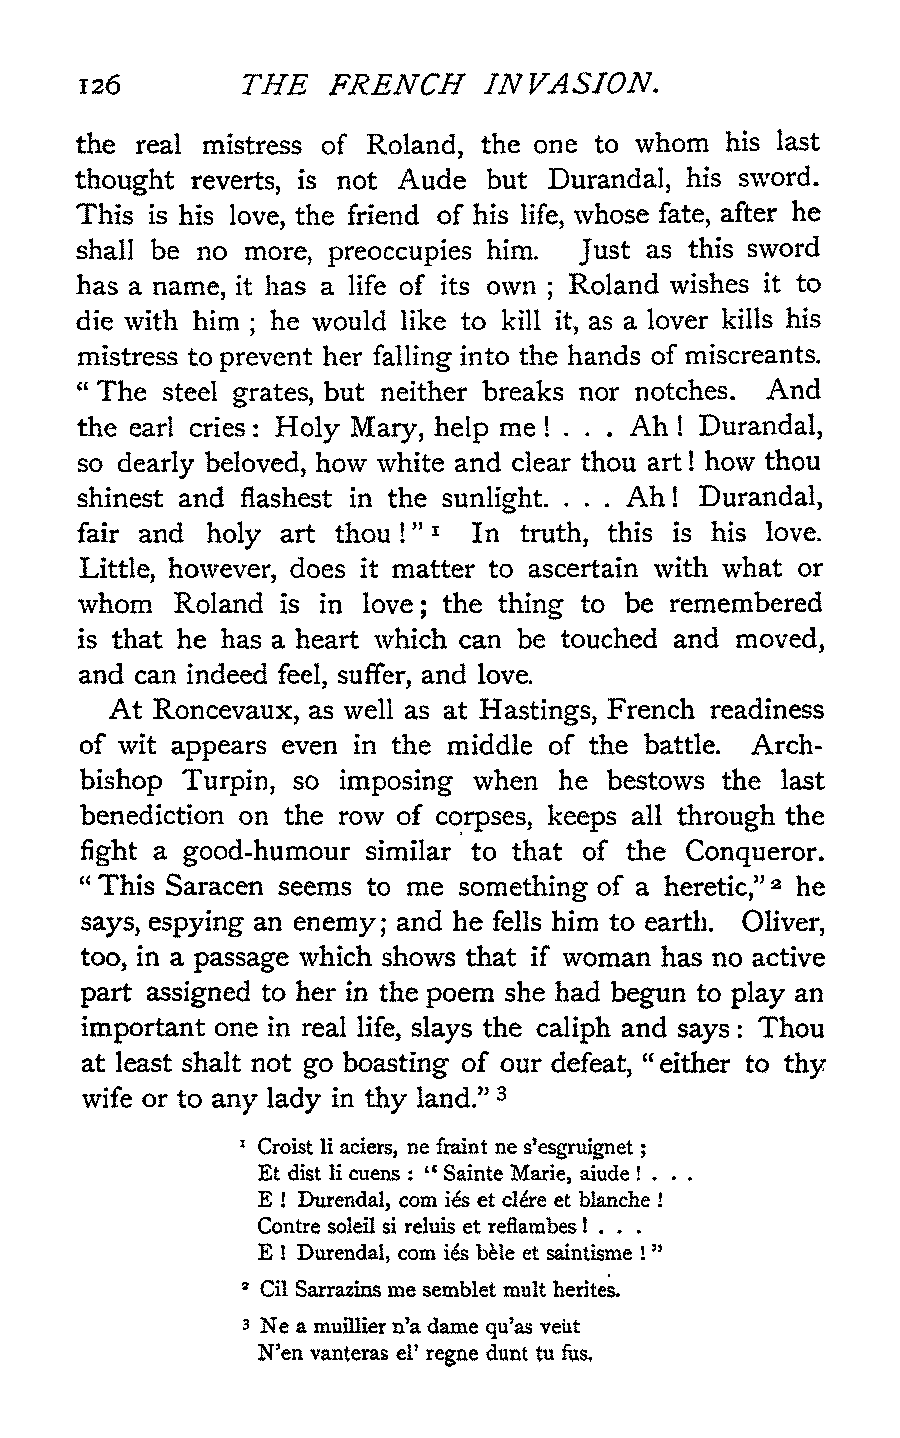 126 THE FRENCH INVASION.
the real mistress of Roland, the one to whom his last
thought reverts, is not Aude but Durandal, his sword.
This is his love, the friend of his life, whose fate, after he
shall be no more, preoccupies him. Just as this sword
has a name, it has a life of its own ; Roland wishes it to
die with him ; he would like to kill it, as a lover kills his
mistress to prevent her falling into the hands of miscreants.
“ The steel grates, but neither breaks nor notches. And
the earl cries : Holy Mary, help me ! . . . Ah ! Durandal,
so dearly beloved, how white and clear thou art ! how thou
shinest and flashest in the sunlight. . . . Ah ! Durandal,
fair and holy art thou ! ” ¹ In truth, this is his love.
Little, however, does it matter to ascertain with what or
whom Roland is in love ; the thing to be remembered
is that he has a heart which can be touched and moved,
and can indeed feel, suffer, and love.
At Roncevaux, as well as at Hastings, French readiness
of wit appears even in the middle of the battle. Arch-
bishop Turpin, so imposing when he bestows the last
benediction on the row of corpses, keeps all through the
fight a good-humour similar to that of the Conqueror.
“ This Saracen seems to me something of a heretic,” ² he
says, espying an enemy ; and he fells him to earth. Oliver,
too, in a passage which shows that if woman has no active
part assigned to her in the poem she had begun to play an
important one in real life, slays the caliph and says : Thou
at least shalt not go boasting of our defeat, “ either to thy
wife or to any lady in thy land.” ³
¹ Croist li aciers, ne fraint ne s’esgruignet ;
Et dist li cuens : “ Sainte Marie, aiude ! . . .
E ! Durendal, com iés et clére et blanche !
Contre soleil si reluis et reflambes ! . . .
E ! Durendal, com iés bèle et saintisme ! ”
² Cil Sarrazins me semblet mult herites.
³ Ne a muillier n’a dame qu’as veüt
N’en vanteras el’ regne dunt tu fus.